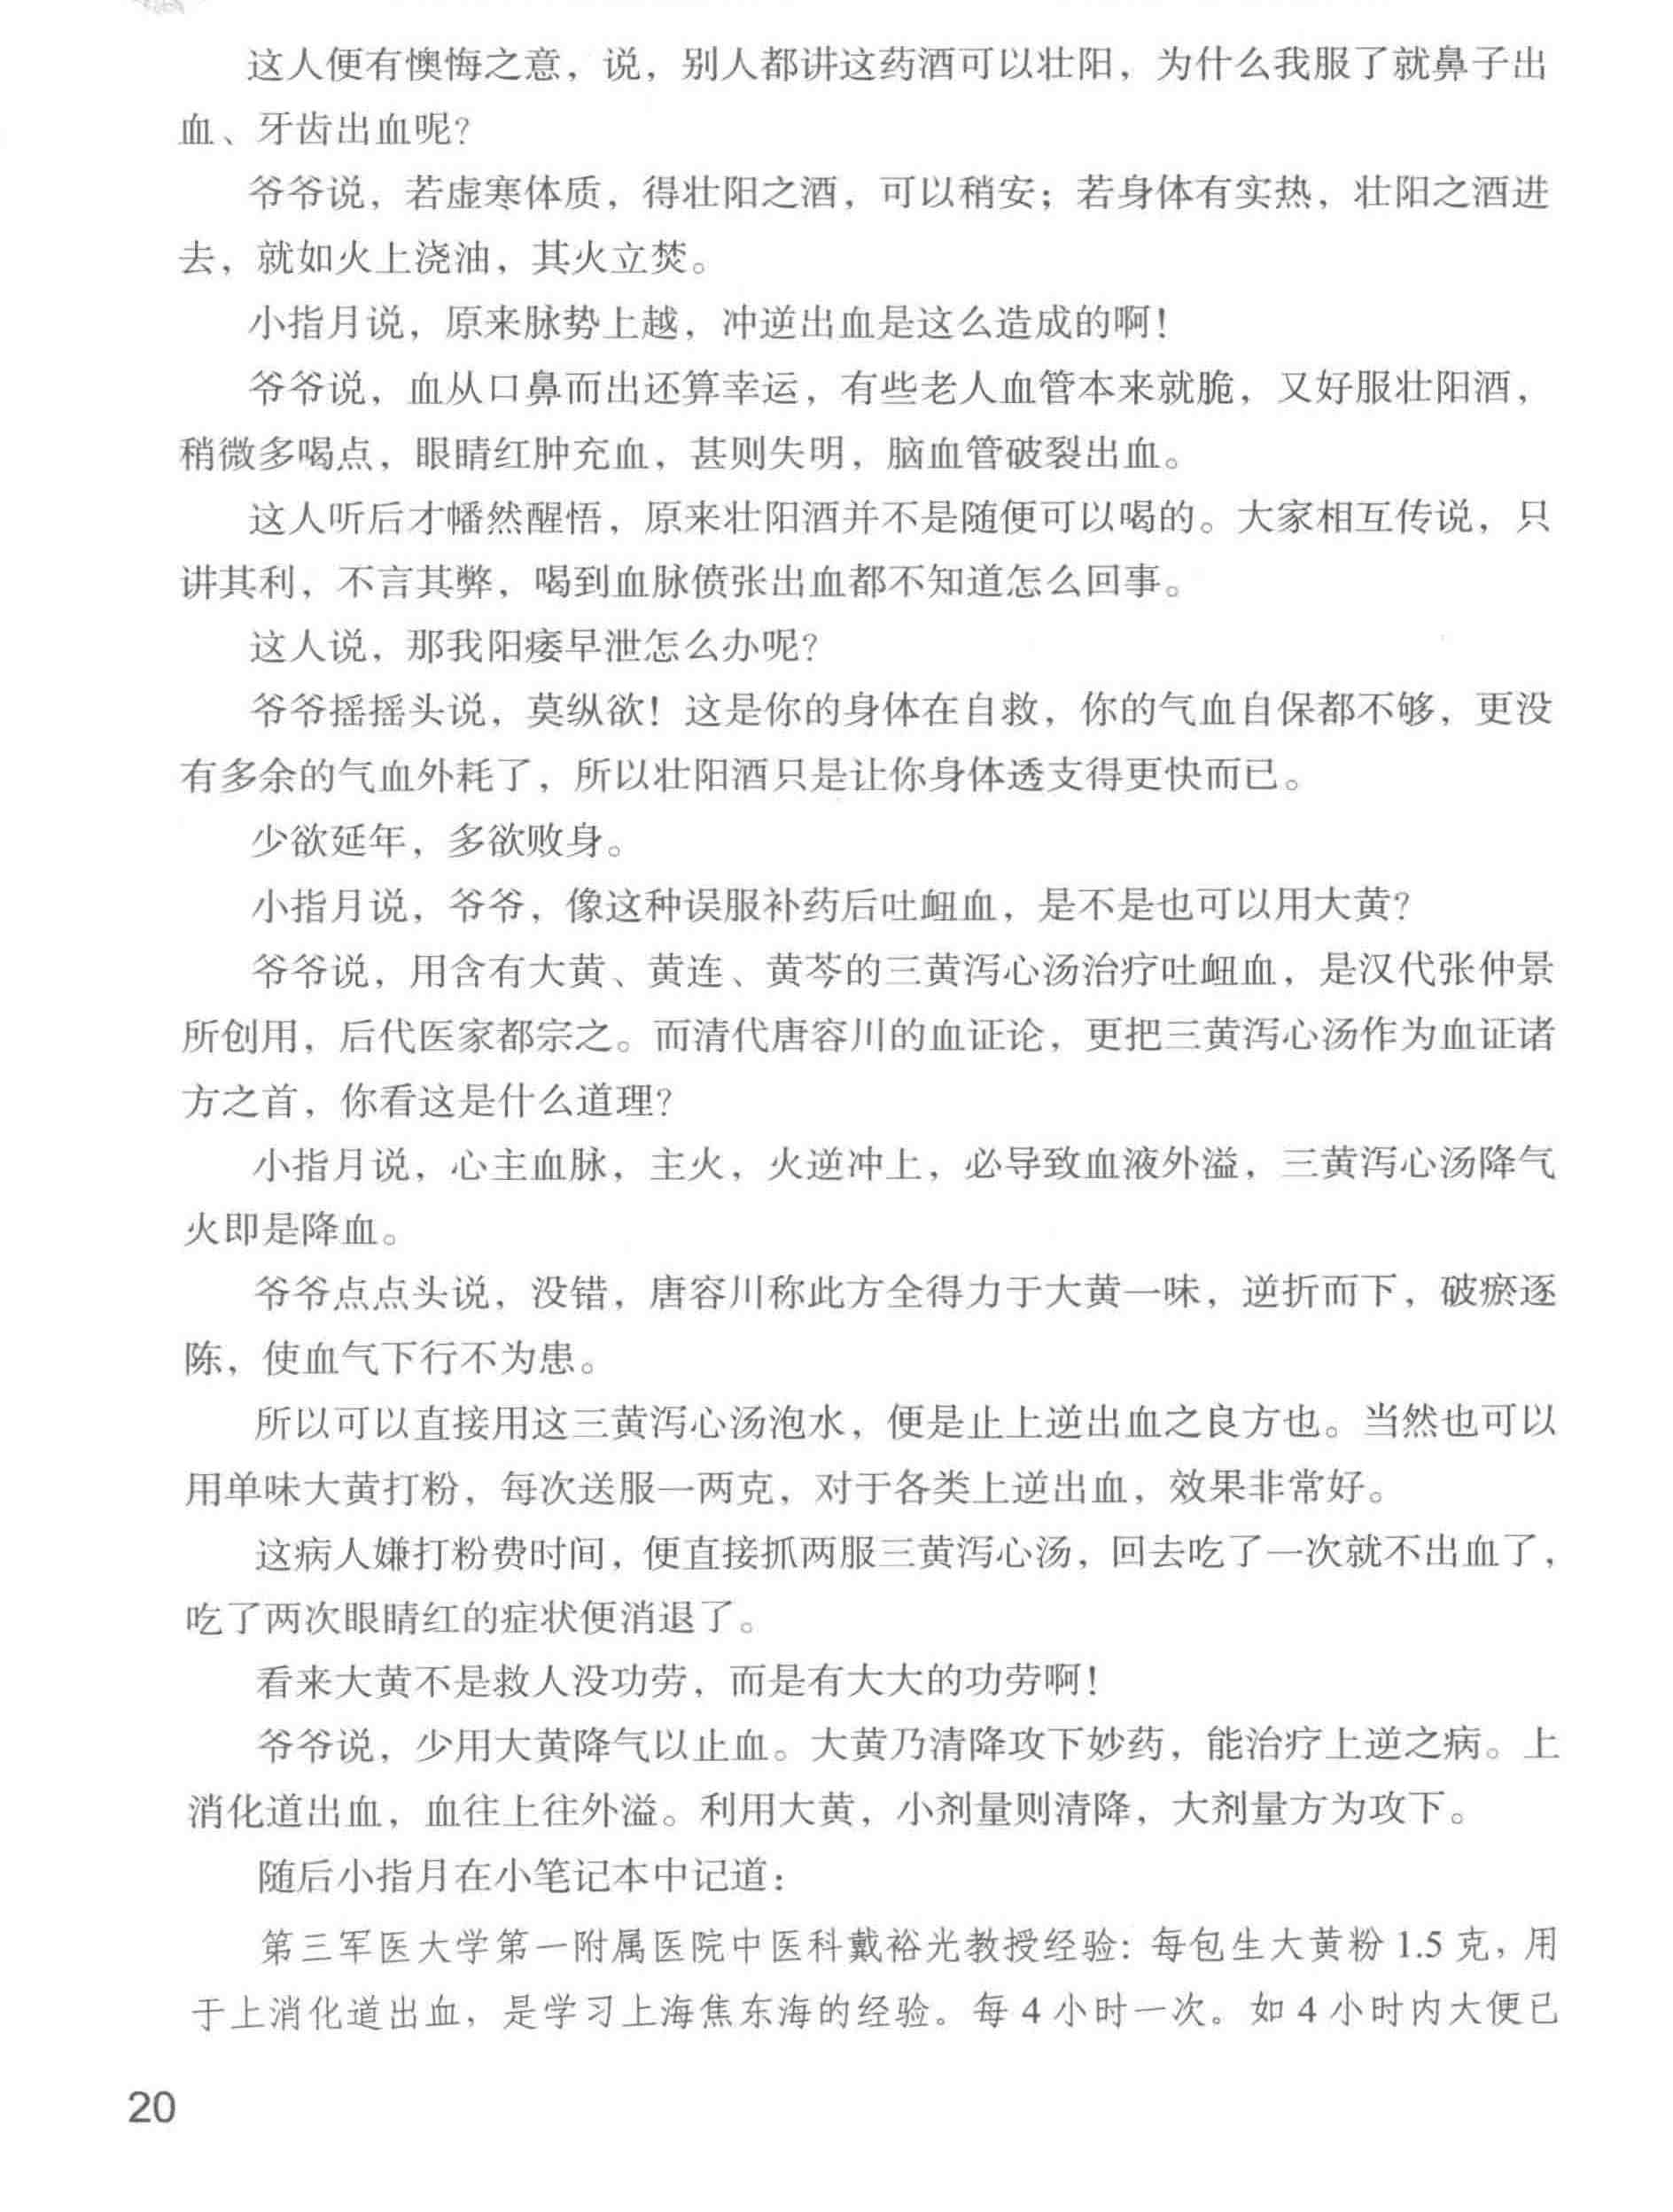 这人便有懊悔之意，说，别人都讲这药酒可以壮阳，为什么我服了就鼻子出
血、牙齿出血呢？
爷爷说，若虚寒体质，得壮阳之酒，可以稍安；若身体有实热，壮阳之酒进
去，就如火上浇油，其火立焚。
小指月说，原来脉势上越，冲逆出血是这么造成的啊！
爷爷说，血从口鼻而出还算幸运，有些老人血管本来就脆，又好服壮阳酒，
稍微多喝点，眼睛红肿充血，甚则失明，脑血管破裂出血。
这人听后才幡然醒悟，原来壮阳酒并不是随便可以喝的。大家相互传说，只
讲其利，不言其弊，喝到血脉偾张出血都不知道怎么回事。
这人说，那我阳痿早泄怎么办呢？
爷爷摇摇头说，莫纵欲！这是你的身体在自救，你的气血自保都不够，更没
有多余的气血外耗了，所以壮阳酒只是让你身体透支得更快而已。
少欲延年，多欲败身。
小指月说，爷爷，像这种误服补药后吐衄血，是不是也可以用大黄？
爷爷说，用含有大黄、黄连、黄芩的三黄泻心汤治疗吐衄血，是汉代张仲景
所创用，后代医家都宗之。而清代唐容川的血证论，更把三黄泻心汤作为血证诸
方之首，你看这是什么道理？
小指月说，心主血脉，主火，火逆冲上，必导致血液外溢，三黄泻心汤降气
火即是降血。
爷爷点点头说，没错，唐容川称此方全得力于大黄一味，逆折而下，破瘀逐
陈，使血气下行不为患。
所以可以直接用这三黄泻心汤泡水，便是止上逆出血之良方也。当然也可以
用单味大黄打粉，每次送服一两克，对于各类上逆出血，效果非常好。
这病人嫌打粉费时间，便直接抓两服三黄泻心汤，回去吃了一次就不出血了，
吃了两次眼睛红的症状便消退了。
看来大黄不是救人没功劳，而是有大大的功劳啊！
爷爷说，少用大黄降气以止血。大黄乃清降攻下妙药，能治疗上逆之病。上
消化道出血，血往上往外溢。利用大黄，小剂量则清降，大剂量方为攻下。
随后小指月在小笔记本中记道：
第三军医大学第一附属医院中医科戴裕光教授经验：每包生大黄粉 1.5 克，用
于上消化道出血，是学习上海焦东海的经验。每 4 小时一次。如 4 小时内大便已
20